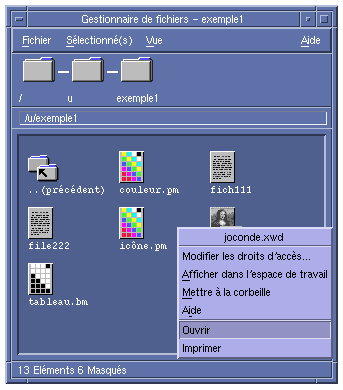 Gestionnaire de fichiers - exemple1
Fichier Sélectionné(s) Vue Aide
/ u exemple1
/u/exemple1
..(précédent) couleur.pm fich111
file222 icône.pm
joconde.xwd
Modifier les droits d'accès...
Afficher dans l'espace de travail
Mettre à la corbeille
Aide
tableau.bm
Ouvrir
Imprimer
13 Eléments 6 Masqués